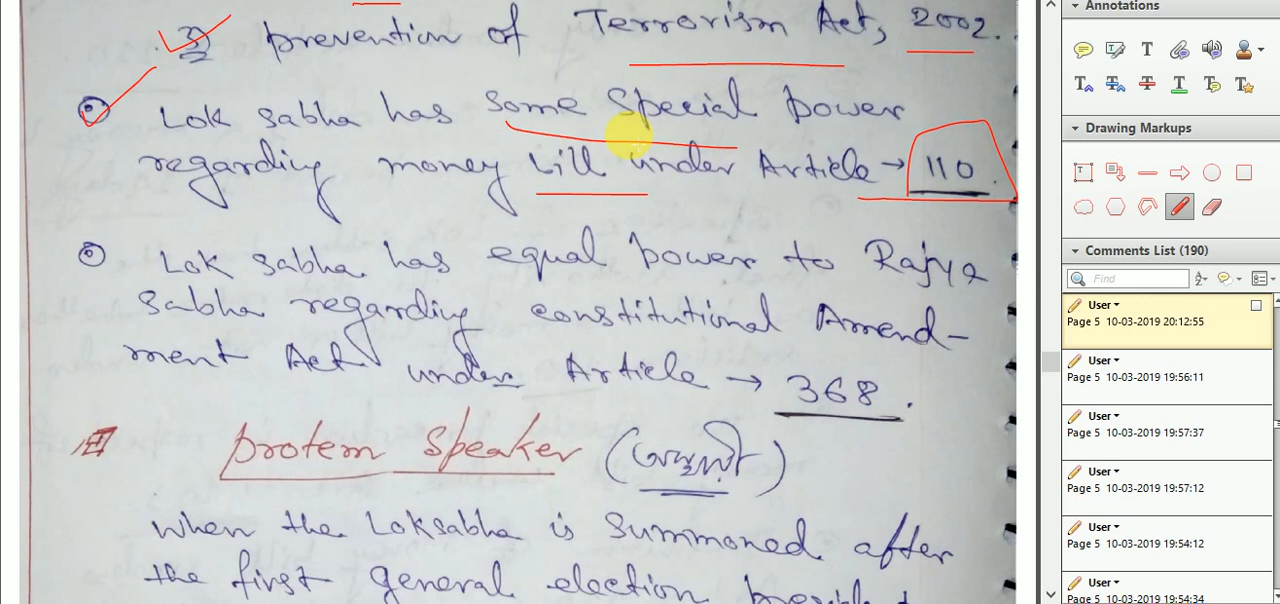 3) prevention of Terrorism Act, 2002.
Lok sabha has some special power
regarding money bill under Article → 110.
Lok sabha has equal power to Rajya
sabha regarding constitutional Amend-
ment Act under Article → 368.
protem speaker (অস্থায়ী)
when the Loksabha is summoned after
the first general election
Annotations
T
T T T T T T
Drawing Markups
T
Comments List (190)
Find
User
Page 5 10-03-2019 20:12:55
User
Page 5 10-03-2019 19:56:11
User
Page 5 10-03-2019 19:57:37
User
Page 5 10-03-2019 19:57:12
User
Page 5 10-03-2019 19:54:12
User
Page 5 10-03-2019 19:54:34